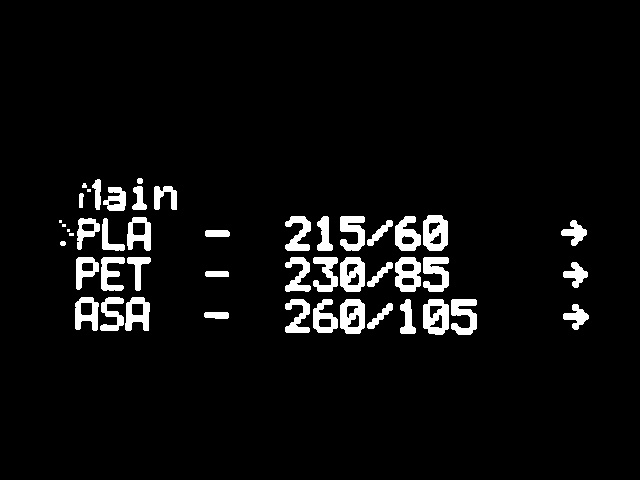 Main
>PLA - 215/60 →
PET - 230/85 →
ASA - 260/105 →